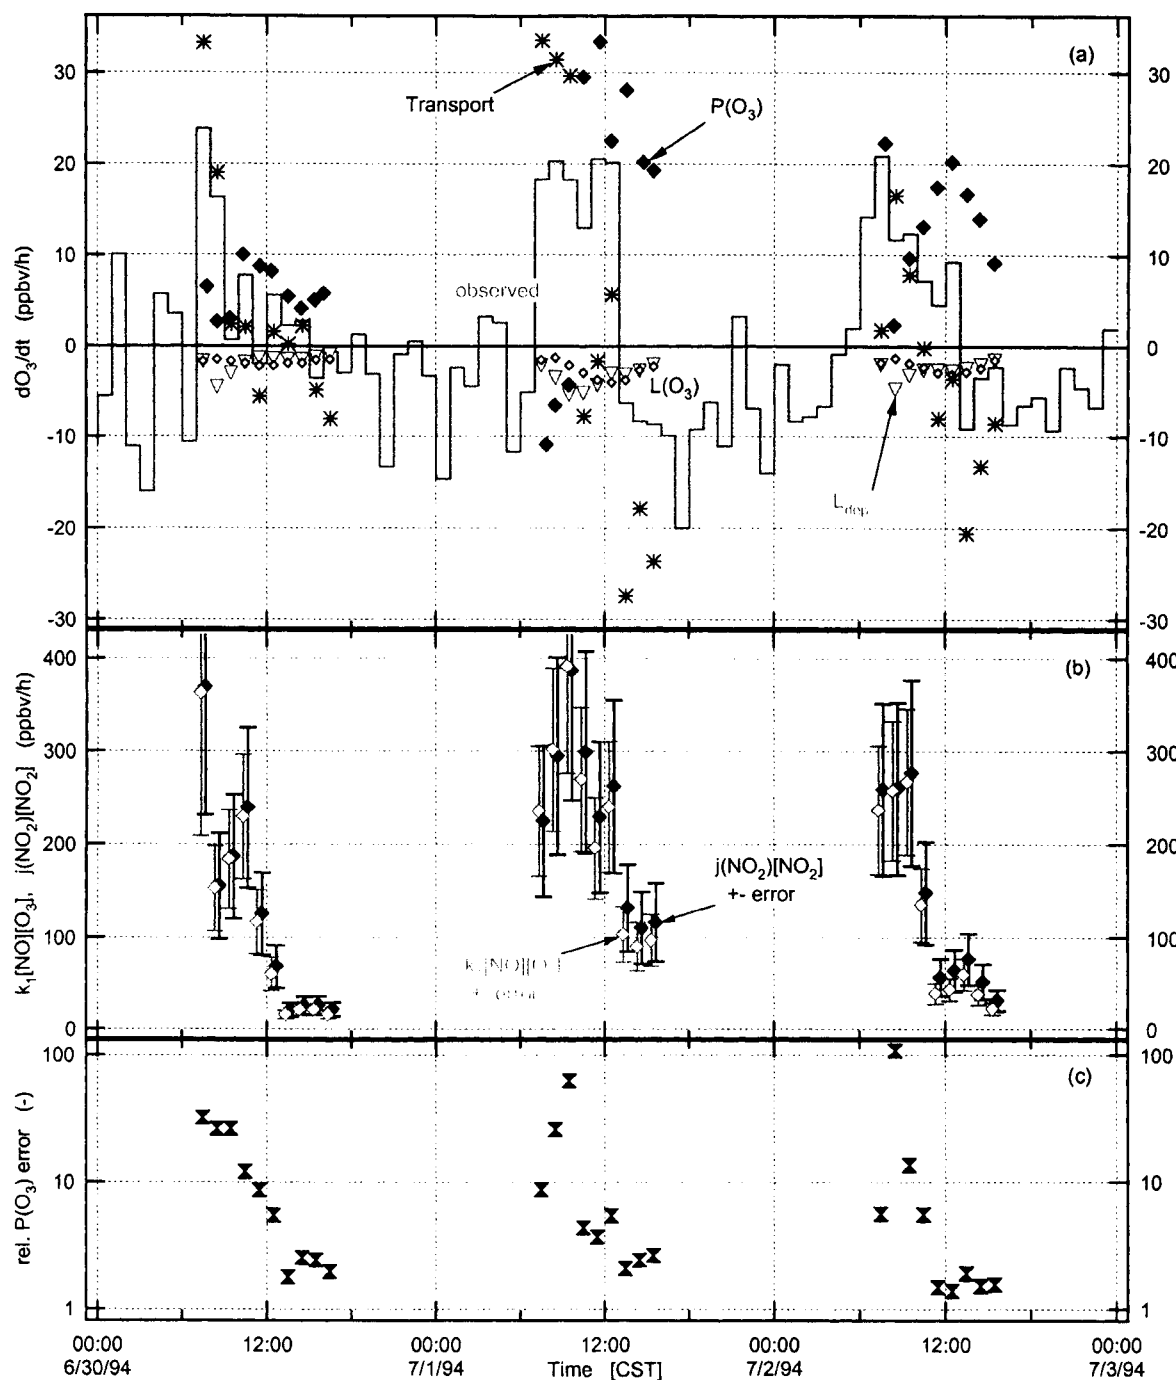 (a)
30 30
Transport
P(O3)
20 20
10 10
observed
0 0
L(O3)
-10 -10
Ldep
-20 -20
-30 -30
dO3/dt (ppbv/h)
(b)
400 400
300 300
200 200
j(NO2)[NO2]
+- error
100 100
k1[NO][O3]
+- error
0 0
k1[NO][O3], j(NO2)[NO2] (ppbv/h)
(c)
100 100
10 10
1 1
rel. P(O3) error (-)
00:00 12:00 00:00 12:00 00:00 12:00 00:00
6/30/94 7/1/94 Time [CST] 7/2/94 7/3/94